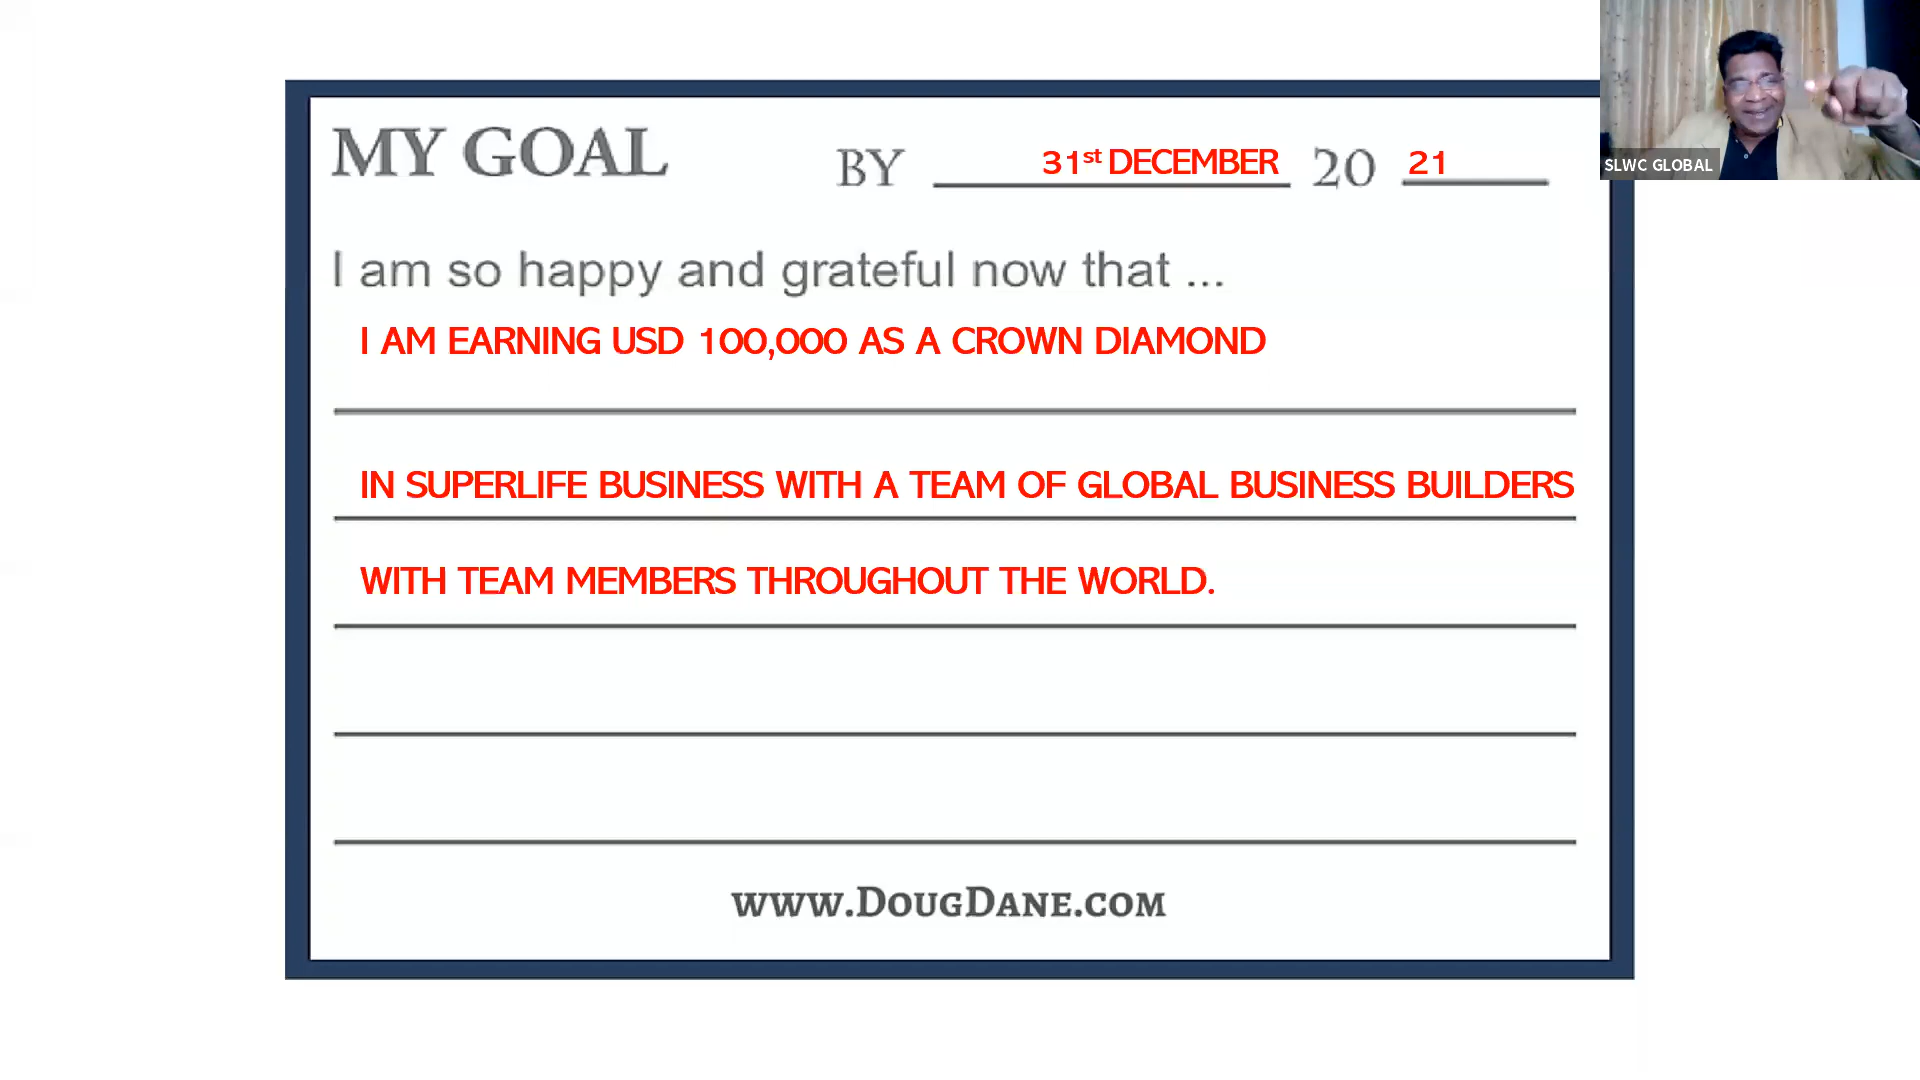 MY GOAL BY 31st DECEMBER 20 21
I am so happy and grateful now that ...
I AM EARNING USD 100,000 AS A CROWN DIAMOND
IN SUPERLIFE BUSINESS WITH A TEAM OF GLOBAL BUSINESS BUILDERS
WITH TEAM MEMBERS THROUGHOUT THE WORLD.
WWW.DOUGDANE.COM
SLWC GLOBAL